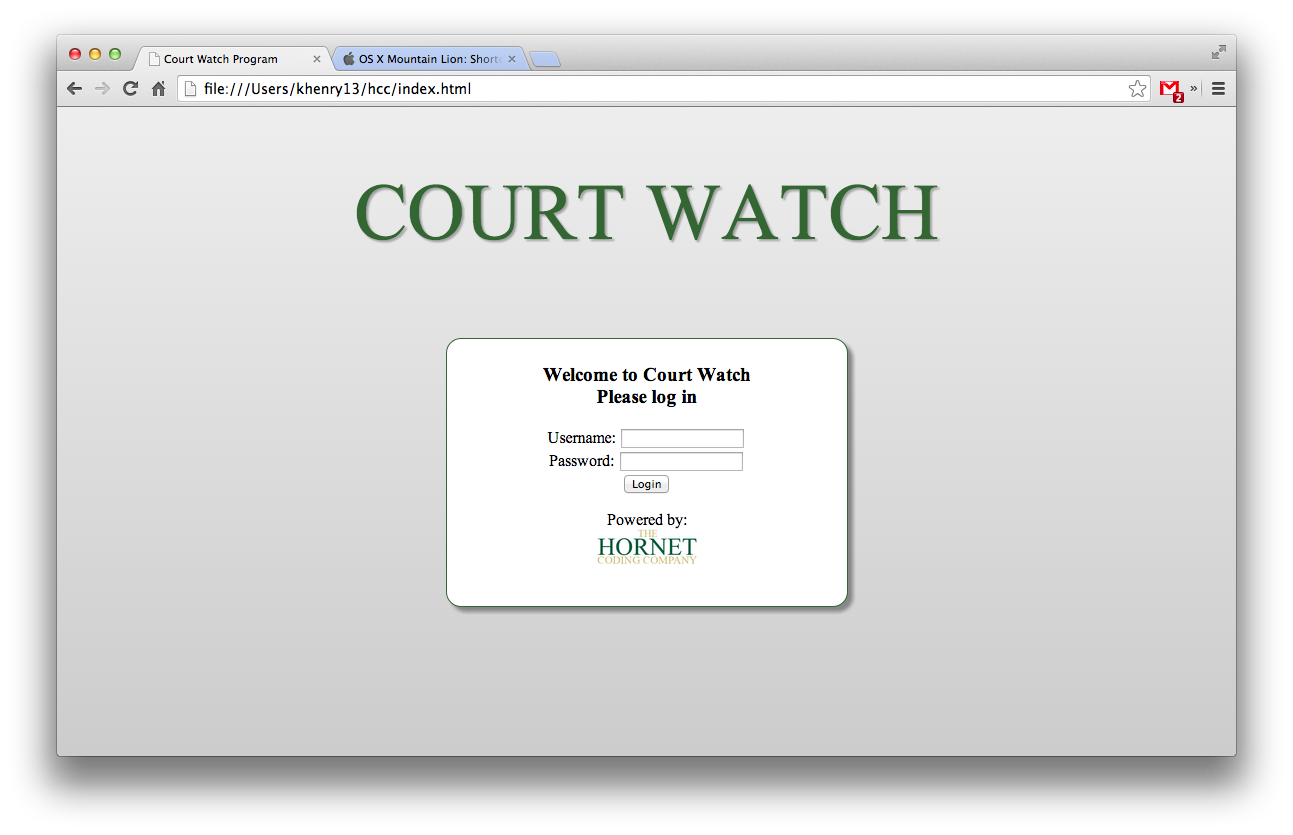 Court Watch Program
OS X Mountain Lion: Short
file:///Users/khenry13/hcc/index.html
2
»
COURT WATCH
Welcome to Court Watch
Please log in
Username:
Password:
Login
Powered by:
THE
HORNET
CODING COMPANY